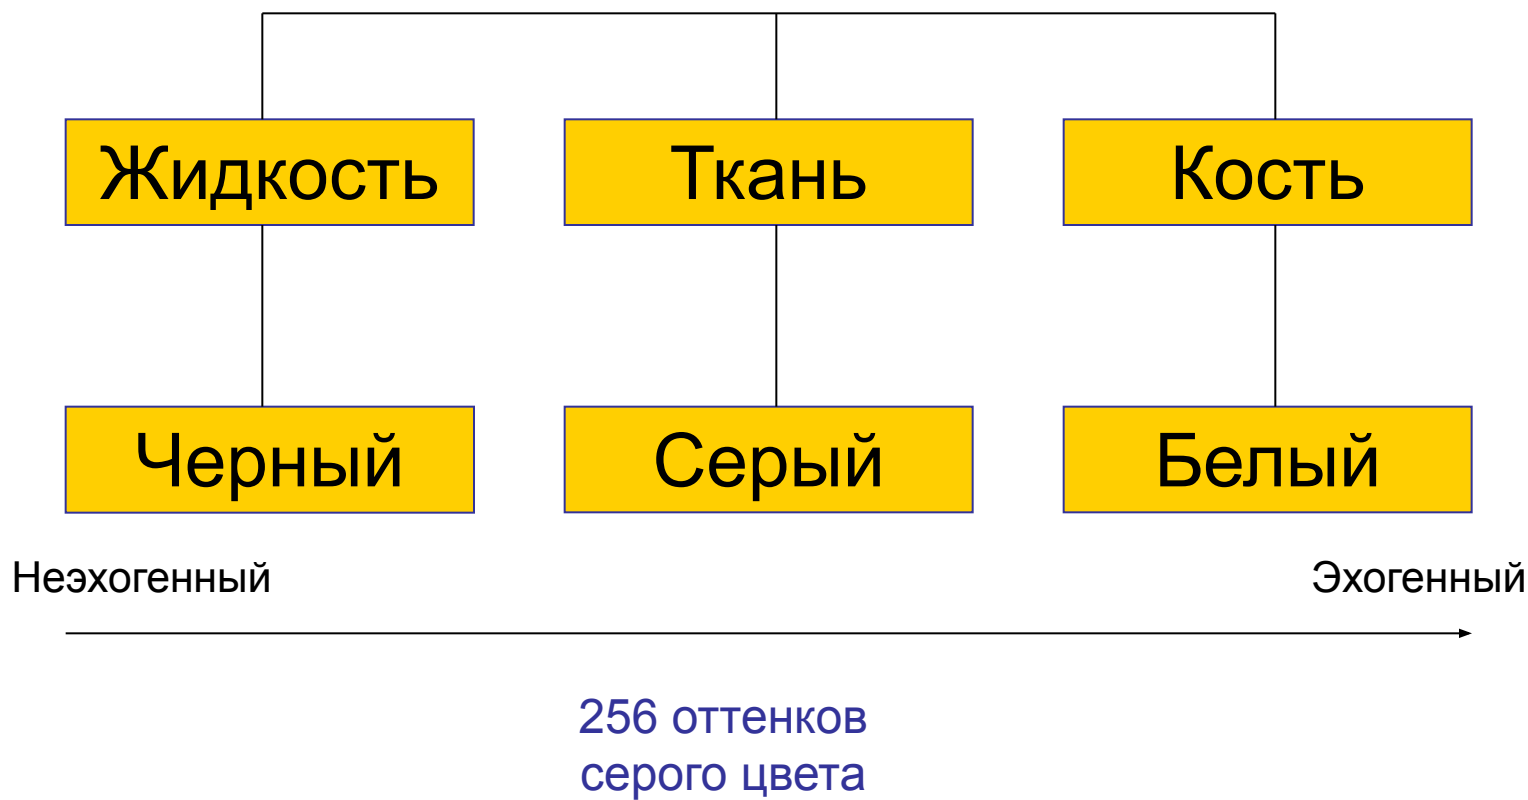 Жидкость
Ткань
Кость
Черный
Серый
Белый
Неэхогенный
Эхогенный
256 оттенков
серого цвета